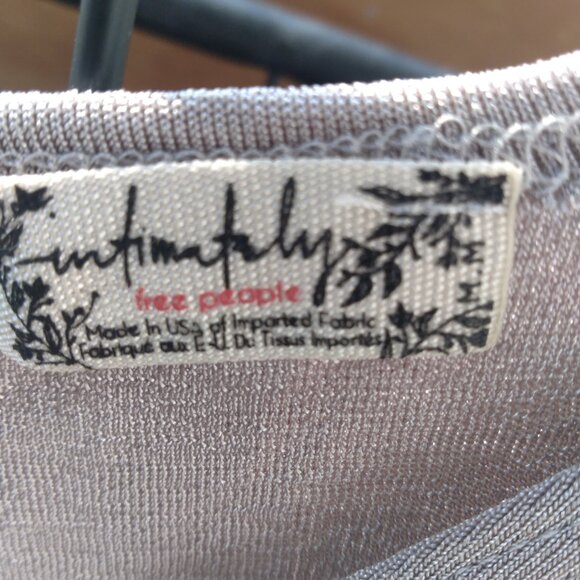 intimately
free people
Made In USA of Imported Fabric
Fabriqué aux E-U Du Tissus Importés
M.M